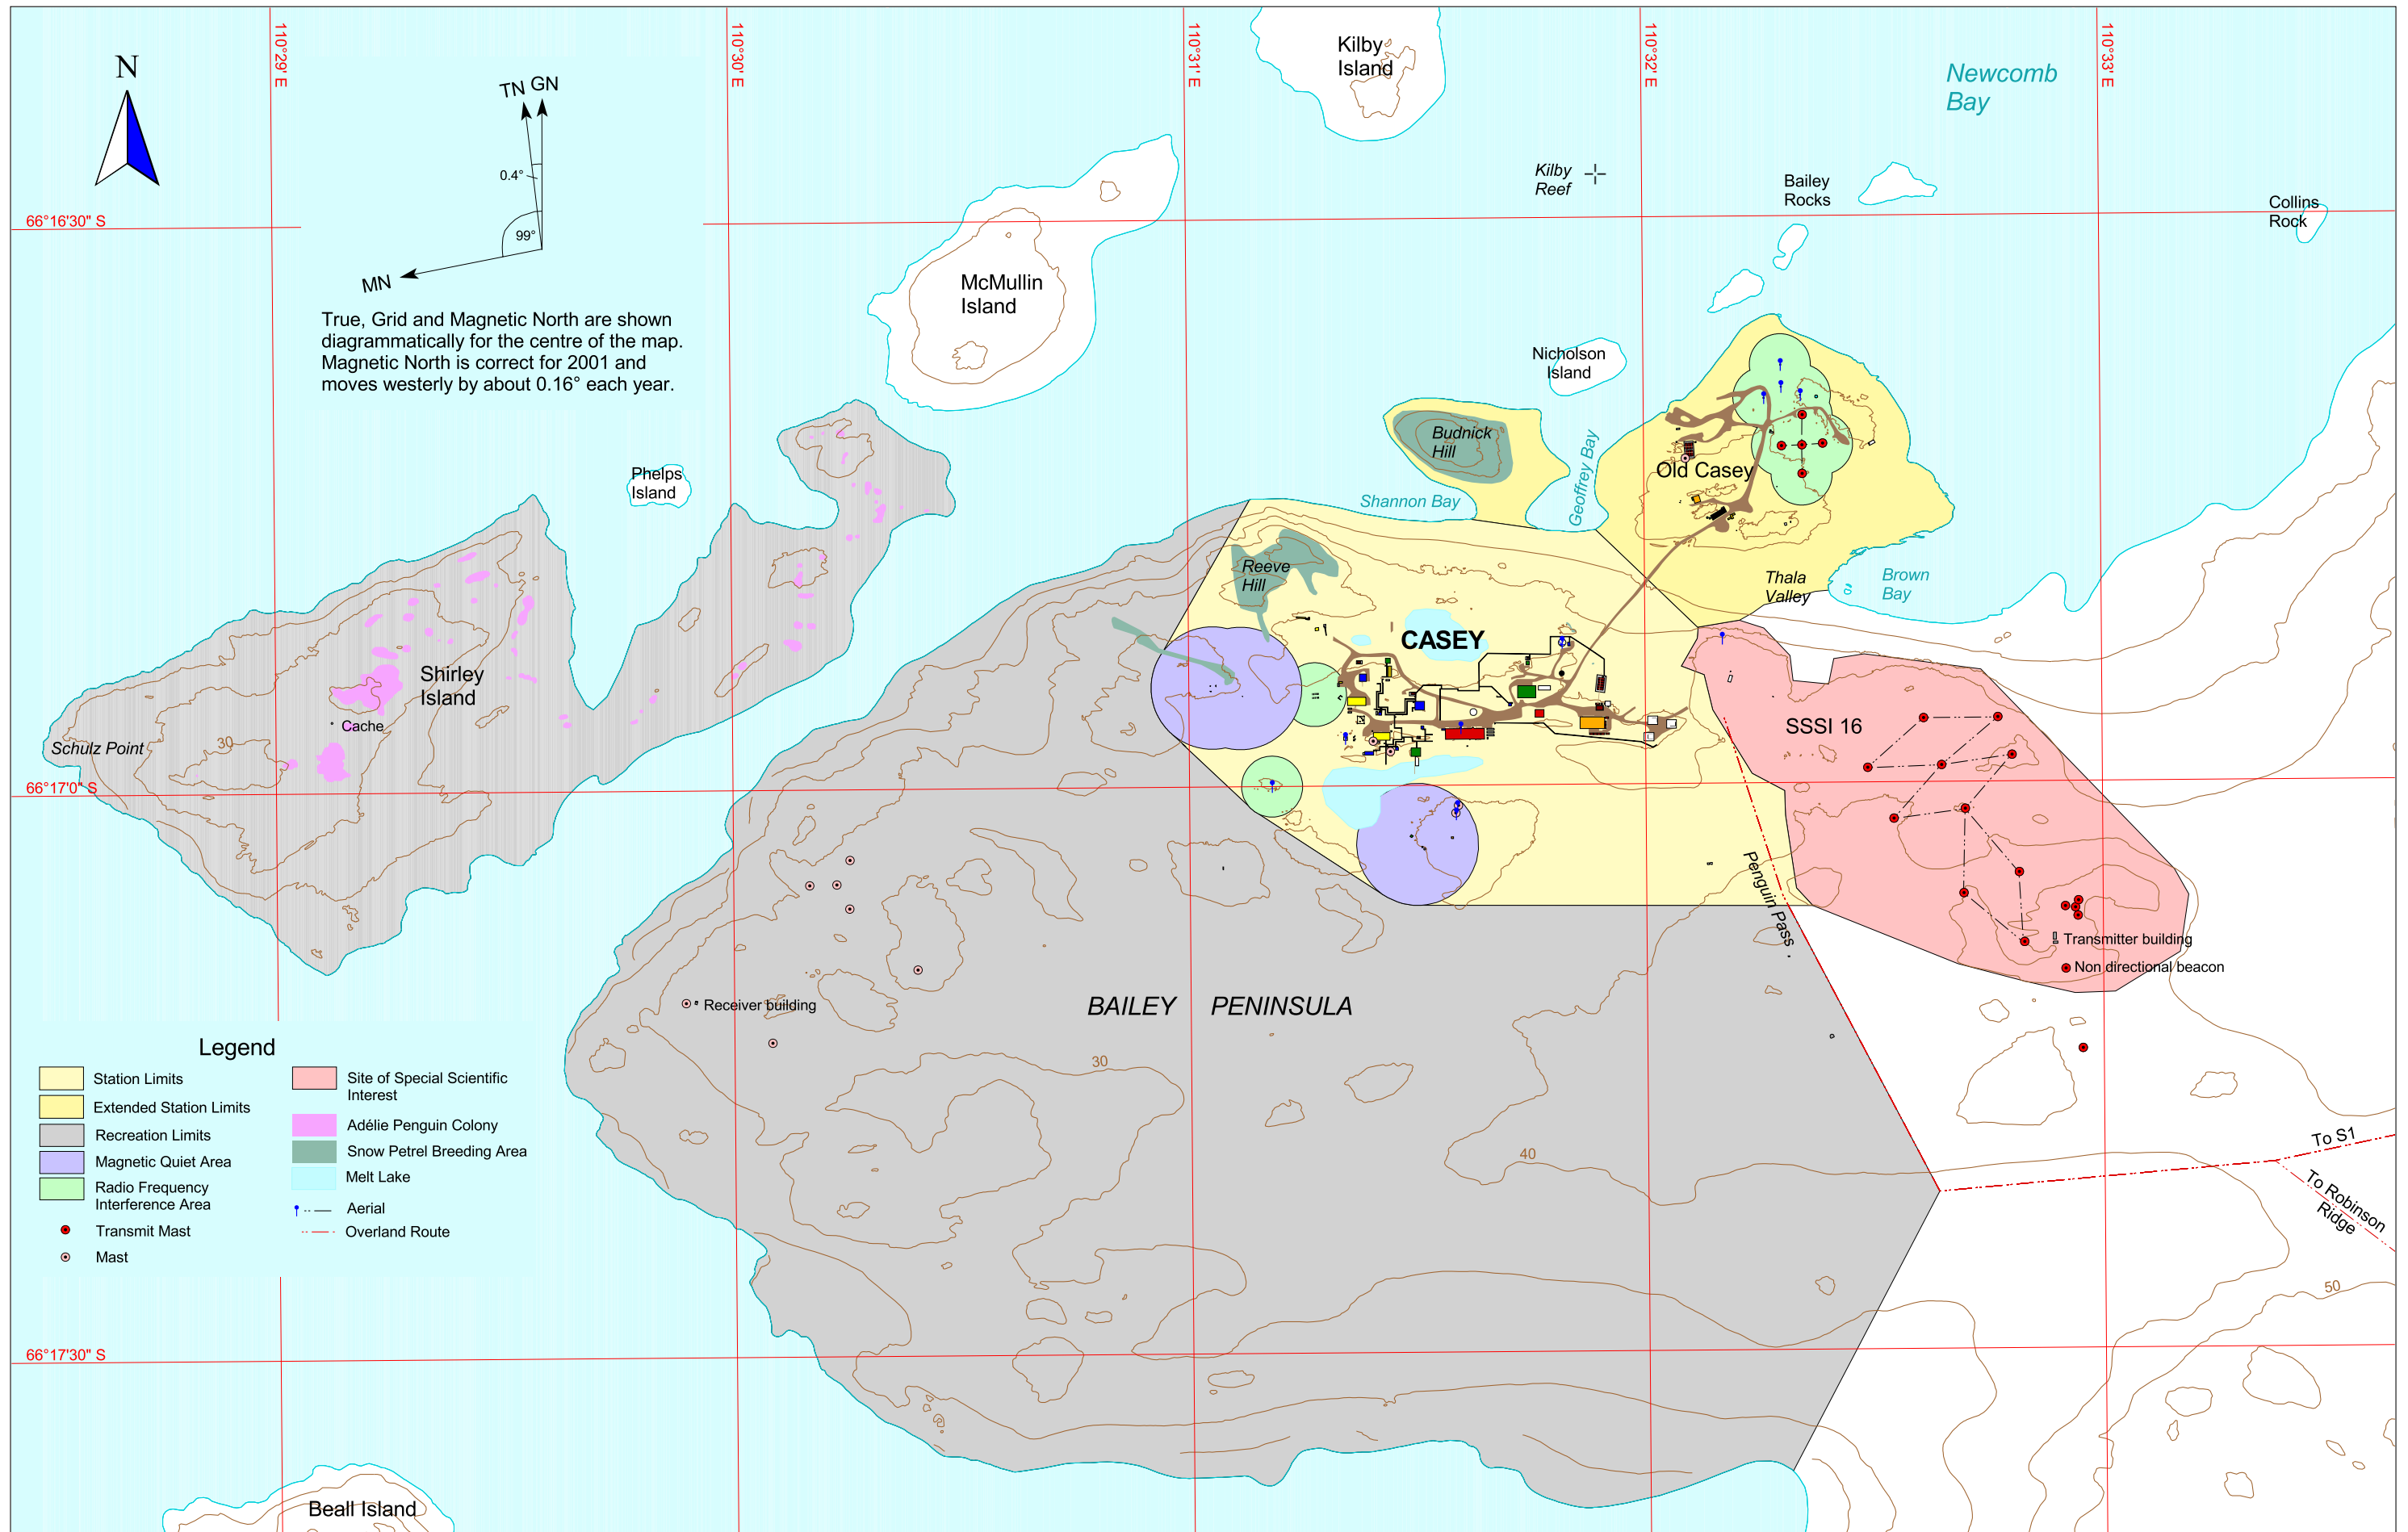 110°29' E
110°30' E
110°31' E
110°32' E
110°33' E
N
TN GN
0.4°
99°
MN
True, Grid and Magnetic North are shown
diagrammatically for the centre of the map.
Magnetic North is correct for 2001 and
moves westerly by about 0.16° each year.
Kilby
Island
Newcomb
Bay
Kilby
Reef
Bailey
Rocks
Collins
Rock
66°16'30" S
McMullin
Island
Nicholson
Island
Budnick
Hill
Geoffrey Bay
Old Casey
Phelps
Island
Shannon Bay
Reeve
Hill
Thala
Valley
Brown
Bay
CASEY
Shirley
Island
Cache
Schulz Point
30
SSSI 16
66°17'0" S
Penguin Pass
Transmitter building
Non directional beacon
Receiver building
BAILEY PENINSULA
30
40
To S1
To Robinson
Ridge
50
Legend
Station Limits
Extended Station Limits
Recreation Limits
Magnetic Quiet Area
Radio Frequency
Interference Area
Transmit Mast
Mast
Site of Special Scientific
Interest
Adélie Penguin Colony
Snow Petrel Breeding Area
Melt Lake
Aerial
Overland Route
66°17'30" S
Beall Island